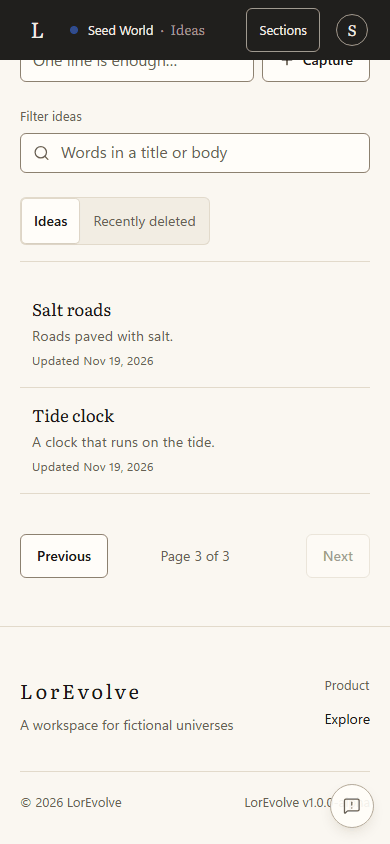 L
Seed World · Ideas
Sections
S
One line is enough...
Capture
Filter ideas
Words in a title or body
Ideas
Recently deleted
Salt roads
Roads paved with salt.
Updated Nov 19, 2026
Tide clock
A clock that runs on the tide.
Updated Nov 19, 2026
Previous
Page 3 of 3
Next
LorEvolve
A workspace for fictional universes
Product
Explore
© 2026 LorEvolve
LorEvolve v1.0.0